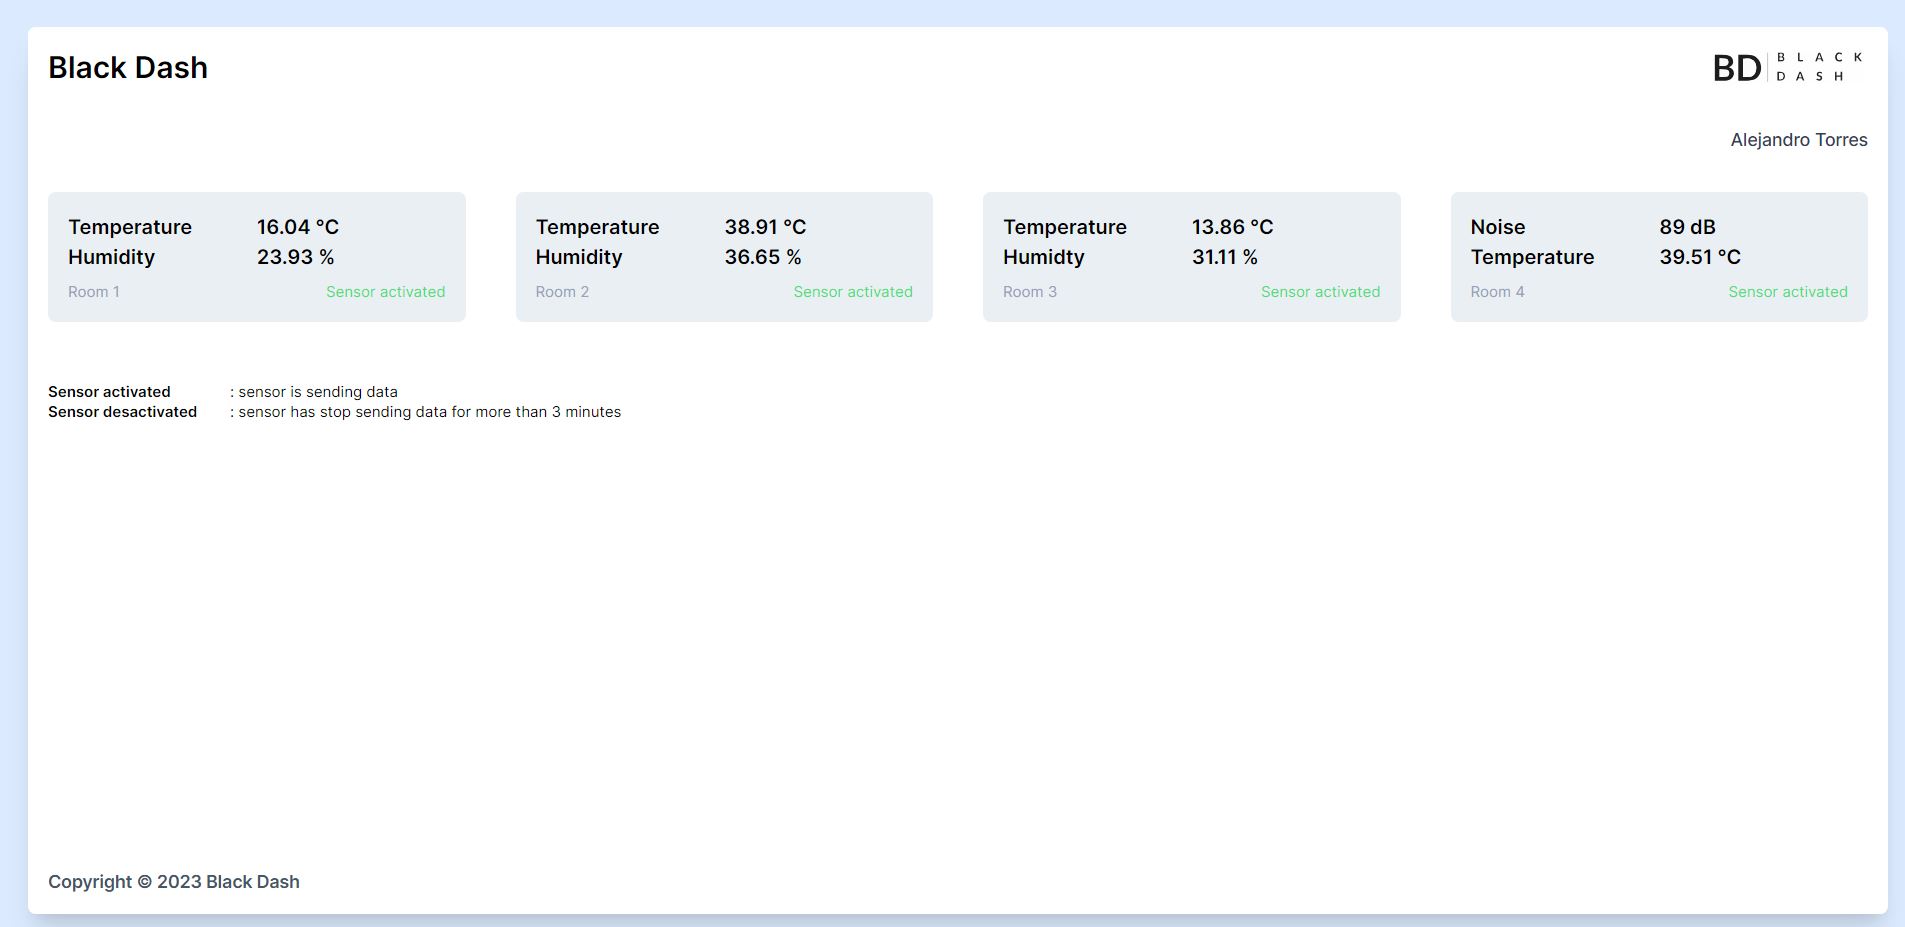 Black Dash
BD BLACK
DASH
Alejandro Torres
Temperature 16.04 °C
Humidity 23.93 %
Room 1 Sensor activated
Temperature 38.91 °C
Humidity 36.65 %
Room 2 Sensor activated
Temperature 13.86 °C
Humidty 31.11 %
Room 3 Sensor activated
Noise 89 dB
Temperature 39.51 °C
Room 4 Sensor activated
Sensor activated : sensor is sending data
Sensor desactivated : sensor has stop sending data for more than 3 minutes
Copyright © 2023 Black Dash